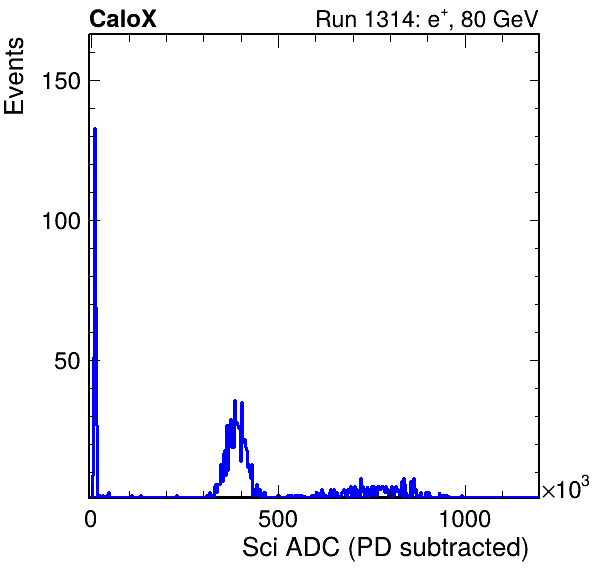 CaloX Run 1314: e⁺, 80 GeV
Events
150
100
50
0 500 1000 ×10³
Sci ADC (PD subtracted)